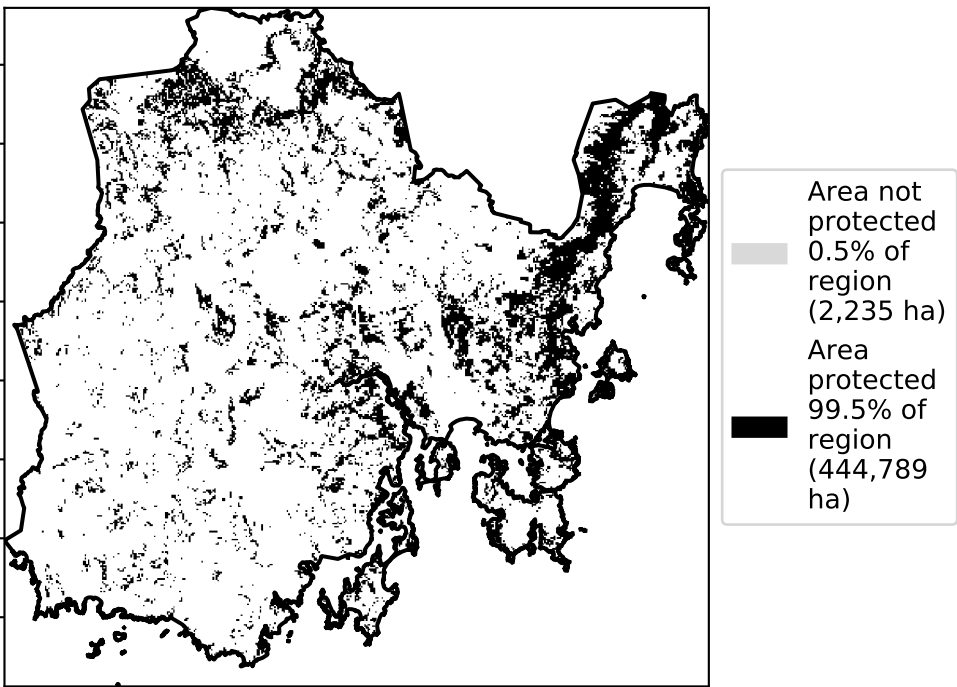 Area not
protected
0.5% of
region
(2,235 ha)
Area
protected
99.5% of
region
(444,789
ha)